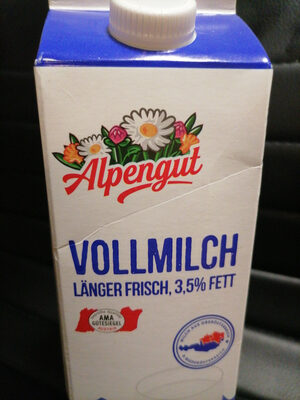 Alpengut
VOLLMILCH
LÄNGER FRISCH, 3,5% FETT
AMA
GÜTESIEGEL